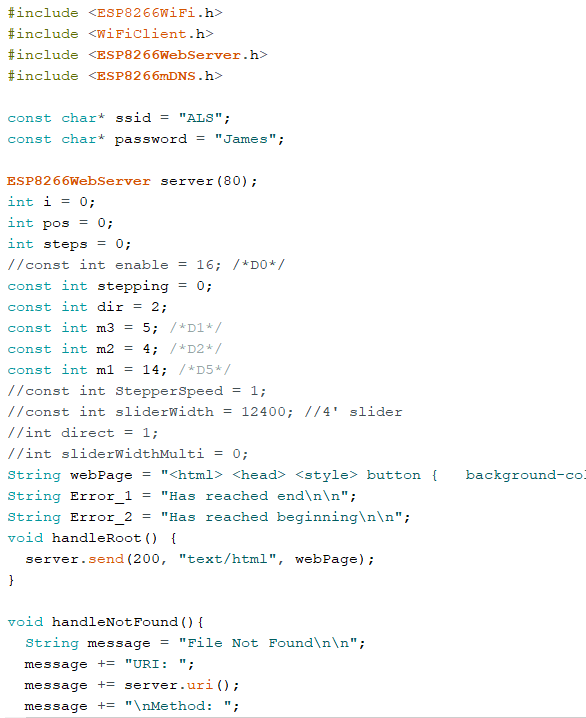 #include <ESP8266WiFi.h>
#include <WiFiClient.h>
#include <ESP8266WebServer.h>
#include <ESP8266mDNS.h>
const char* ssid = "ALS";
const char* password = "James";
ESP8266WebServer server(80);
int i = 0;
int pos = 0;
int steps = 0;
//const int enable = 16; /*D0*/
const int stepping = 0;
const int dir = 2;
const int m3 = 5; /*D1*/
const int m2 = 4; /*D2*/
const int m1 = 14; /*D5*/
//const int StepperSpeed = 1;
//const int sliderWidth = 12400; //4' slider
//int direct = 1;
//int sliderWidthMulti = 0;
String webPage = "<html> <head> <style> button {   background-col
String Error_1 = "Has reached end\n\n";
String Error_2 = "Has reached beginning\n\n";
void handleRoot() {
  server.send(200, "text/html", webPage);
}
void handleNotFound(){
  String message = "File Not Found\n\n";
  message += "URI: ";
  message += server.uri();
  message += "\nMethod: ";